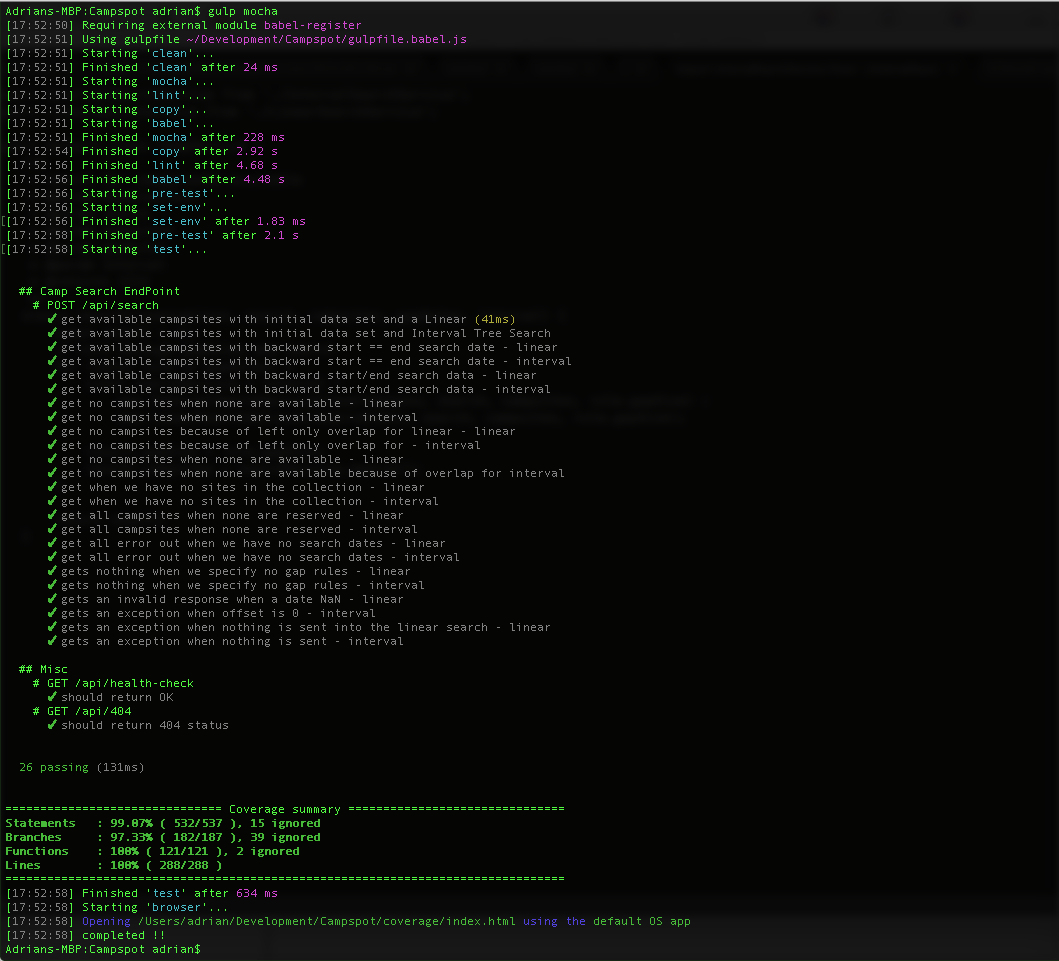 Adrians-MBP:Campspot adrian$ gulp mocha
[17:52:50] Requiring external module babel-register
[17:52:51] Using gulpfile ~/Development/Campspot/gulpfile.babel.js
[17:52:51] Starting 'clean'...
[17:52:51] Finished 'clean' after 24 ms
[17:52:51] Starting 'mocha'...
[17:52:51] Starting 'lint'...
[17:52:51] Starting 'copy'...
[17:52:51] Starting 'babel'...
[17:52:51] Finished 'mocha' after 228 ms
[17:52:54] Finished 'copy' after 2.92 s
[17:52:56] Finished 'lint' after 4.68 s
[17:52:56] Finished 'babel' after 4.48 s
[17:52:56] Starting 'pre-test'...
[17:52:56] Starting 'set-env'...
[[17:52:56] Finished 'set-env' after 1.83 ms
[17:52:58] Finished 'pre-test' after 2.1 s
[[17:52:58] Starting 'test'...
## Camp Search EndPoint
# POST /api/search
✔ get available campsites with initial data set and a Linear (41ms)
✔ get available campsites with initial data set and Interval Tree Search
✔ get available campsites with backward start == end search date - linear
✔ get available campsites with backward start == end search date - interval
✔ get available campsites with backward start/end search data - linear
✔ get available campsites with backward start/end search data - interval
✔ get no campsites when none are available - linear
✔ get no campsites when none are available - interval
✔ get no campsites because of left only overlap for linear - linear
✔ get no campsites because of left only overlap for - interval
✔ get no campsites when none are available - linear
✔ get no campsites when none are available because of overlap for interval
✔ get when we have no sites in the collection - linear
✔ get when we have no sites in the collection - interval
✔ get all campsites when none are reserved - linear
✔ get all campsites when none are reserved - interval
✔ get all error out when we have no search dates - linear
✔ get all error out when we have no search dates - interval
✔ gets nothing when we specify no gap rules - linear
✔ gets nothing when we specify no gap rules - interval
✔ gets an invalid response when a date NaN - linear
✔ gets an exception when offset is 0 - interval
✔ gets an exception when nothing is sent into the linear search - linear
✔ gets an exception when nothing is sent - interval
## Misc
# GET /api/health-check
✔ should return OK
# GET /api/404
✔ should return 404 status
26 passing (131ms)
=============================== Coverage summary ===============================
Statements   : 99.07% ( 532/537 ), 15 ignored
Branches     : 97.33% ( 182/187 ), 39 ignored
Functions    : 100% ( 121/121 ), 2 ignored
Lines        : 100% ( 288/288 )
================================================================================
[17:52:58] Finished 'test' after 634 ms
[17:52:58] Starting 'browser'...
[17:52:58] Opening /Users/adrian/Development/Campspot/coverage/index.html using the default OS app
[17:52:58] completed !!
Adrians-MBP:Campspot adrian$